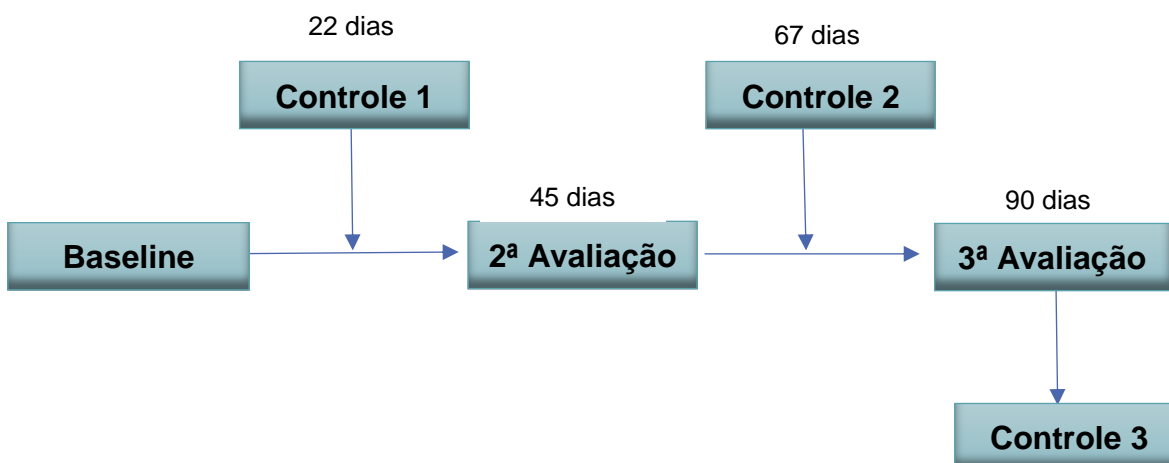 22 dias
67 dias
Controle 1
Controle 2
45 dias
90 dias
Baseline
2ª Avaliação
3ª Avaliação
Controle 3